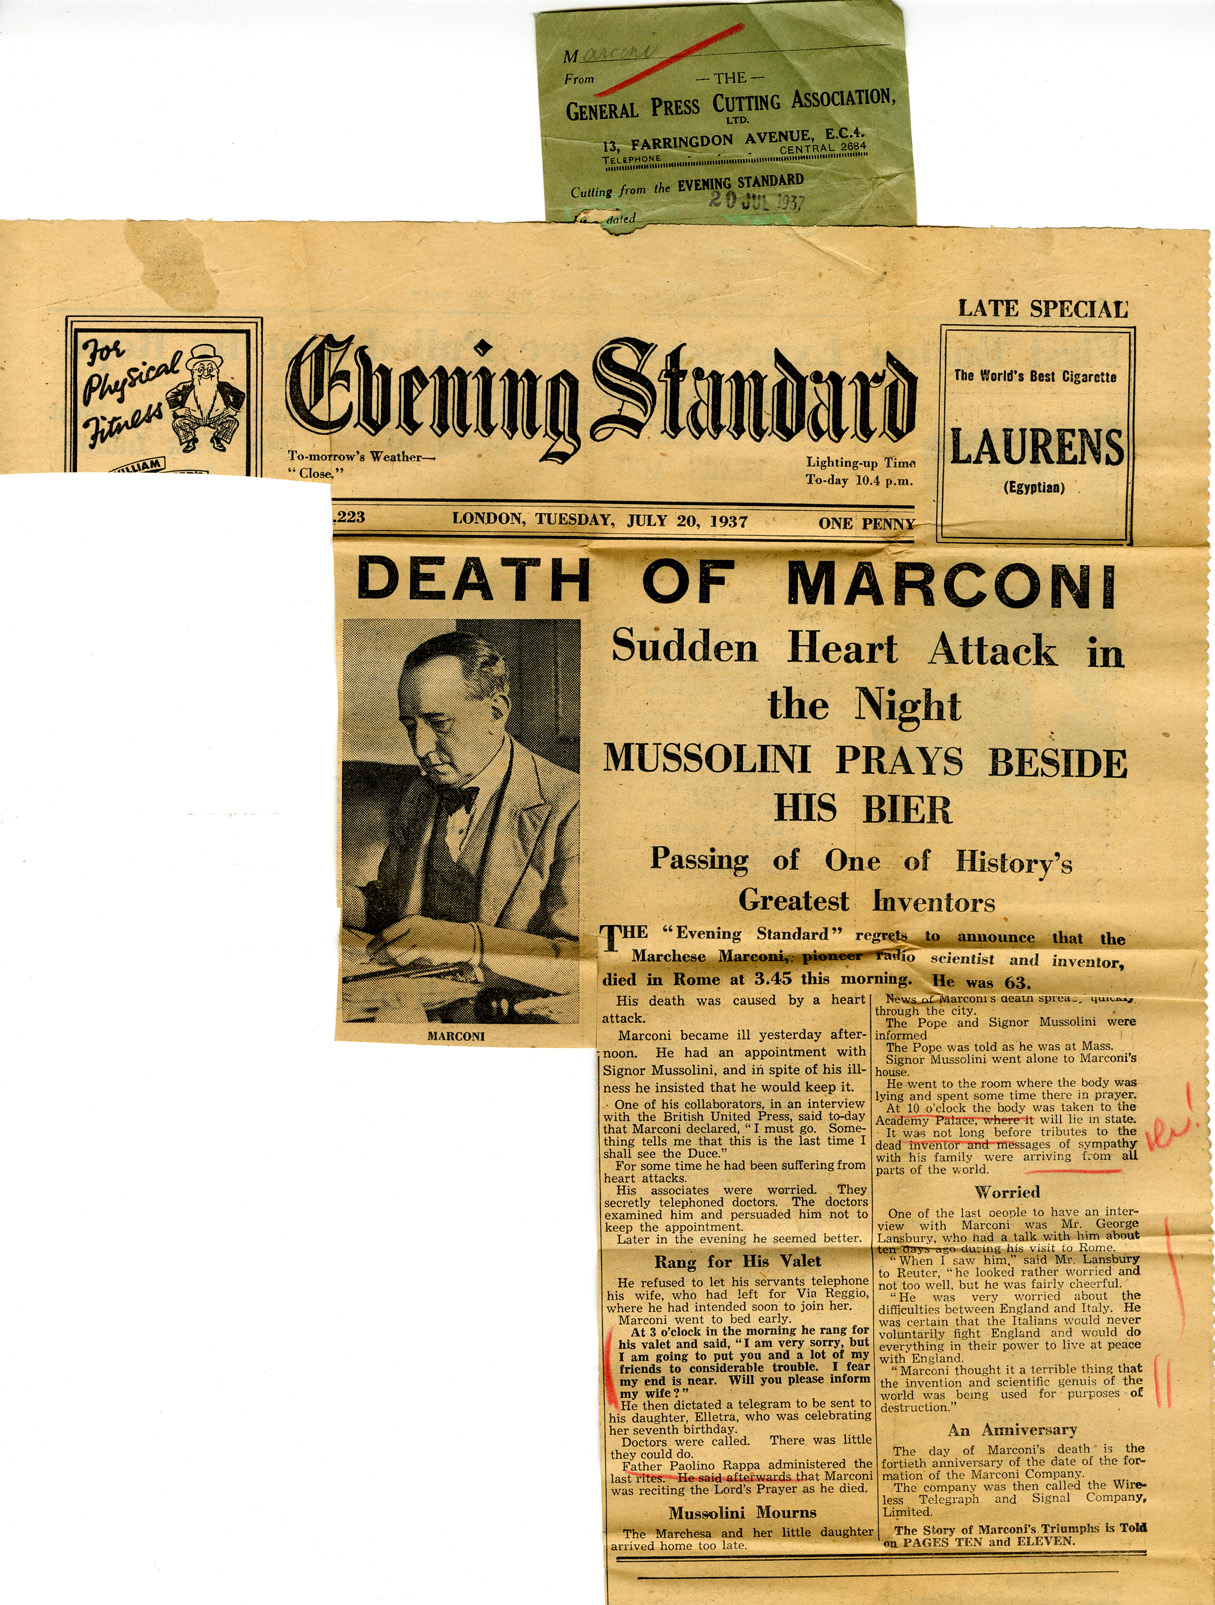 M arconi
From
— THE —
GENERAL PRESS CUTTING ASSOCIATION,
LTD.
13, FARRINGDON AVENUE, E.C.4.
TELEPHONE - - - CENTRAL 2684
Cutting from the EVENING STANDARD
20 JUL 1937
dated
LATE SPECIAL
For
Physical
Fitness
WILLIAM
Evening Standard
To-morrow's Weather—
"Close."
Lighting-up Time
To-day 10.4 p.m.
The World's Best Cigarette
LAURENS
(Egyptian)
.223 LONDON, TUESDAY, JULY 20, 1937 ONE PENNY
DEATH OF MARCONI
MARCONI
Sudden Heart Attack in
the Night
MUSSOLINI PRAYS BESIDE
HIS BIER
Passing of One of History's
Greatest Inventors
THE "Evening Standard" regrets to announce that the
Marchese Marconi, pioneer radio scientist and inventor,
died in Rome at 3.45 this morning. He was 63.
His death was caused by a heart
attack.
Marconi became ill yesterday after-
noon. He had an appointment with
Signor Mussolini, and in spite of his ill-
ness he insisted that he would keep it.
One of his collaborators, in an interview
with the British United Press, said to-day
that Marconi declared, "I must go. Some-
thing tells me that this is the last time I
shall see the Duce."
For some time he had been suffering from
heart attacks.
His associates were worried. They
secretly telephoned doctors. The doctors
examined him and persuaded him not to
keep the appointment.
Later in the evening he seemed better.
Rang for His Valet
He refused to let his servants telephone
his wife, who had left for Via Reggio,
where he had intended soon to join her.
Marconi went to bed early.
At 3 o'clock in the morning he rang for
his valet and said, "I am very sorry, but
I am going to put you and a lot of my
friends to considerable trouble. I fear
my end is near. Will you please inform
my wife?"
He then dictated a telegram to be sent to
his daughter, Elletra, who was celebrating
her seventh birthday.
Doctors were called. There was little
they could do.
Father Paolino Rappa administered the
last rites. He said afterwards that Marconi
was reciting the Lord's Prayer as he died.
Mussolini Mourns
The Marchesa and her little daughter
arrived home too late.
News of Marconi's death spread quickly
through the city.
The Pope and Signor Mussolini were
informed
The Pope was told as he was at Mass.
Signor Mussolini went alone to Marconi's
house.
He went to the room where the body was
lying and spent some time there in prayer.
At 10 o'clock the body was taken to the
Academy Palace, where it will lie in state.
It was not long before tributes to the
dead inventor and messages of sympathy
with his family were arriving from all
parts of the world.
Worried
One of the last people to have an inter-
view with Marconi was Mr. George
Lansbury, who had a talk with him about
ten days ago during his visit to Rome.
"When I saw him," said Mr. Lansbury
to Reuter, "he looked rather worried and
not too well, but he was fairly cheerful.
"He was very worried about the
difficulties between England and Italy. He
was certain that the Italians would never
voluntarily fight England and would do
everything in their power to live at peace
with England.
"Marconi thought it a terrible thing that
the invention and scientific genuis of the
world was being used for purposes of
destruction."
An Anniversary
The day of Marconi's death is the
fortieth anniversary of the date of the for-
mation of the Marconi Company.
The company was then called the Wire-
less Telegraph and Signal Company,
Limited.
The Story of Marconi's Triumphs is Told
on PAGES TEN and ELEVEN.